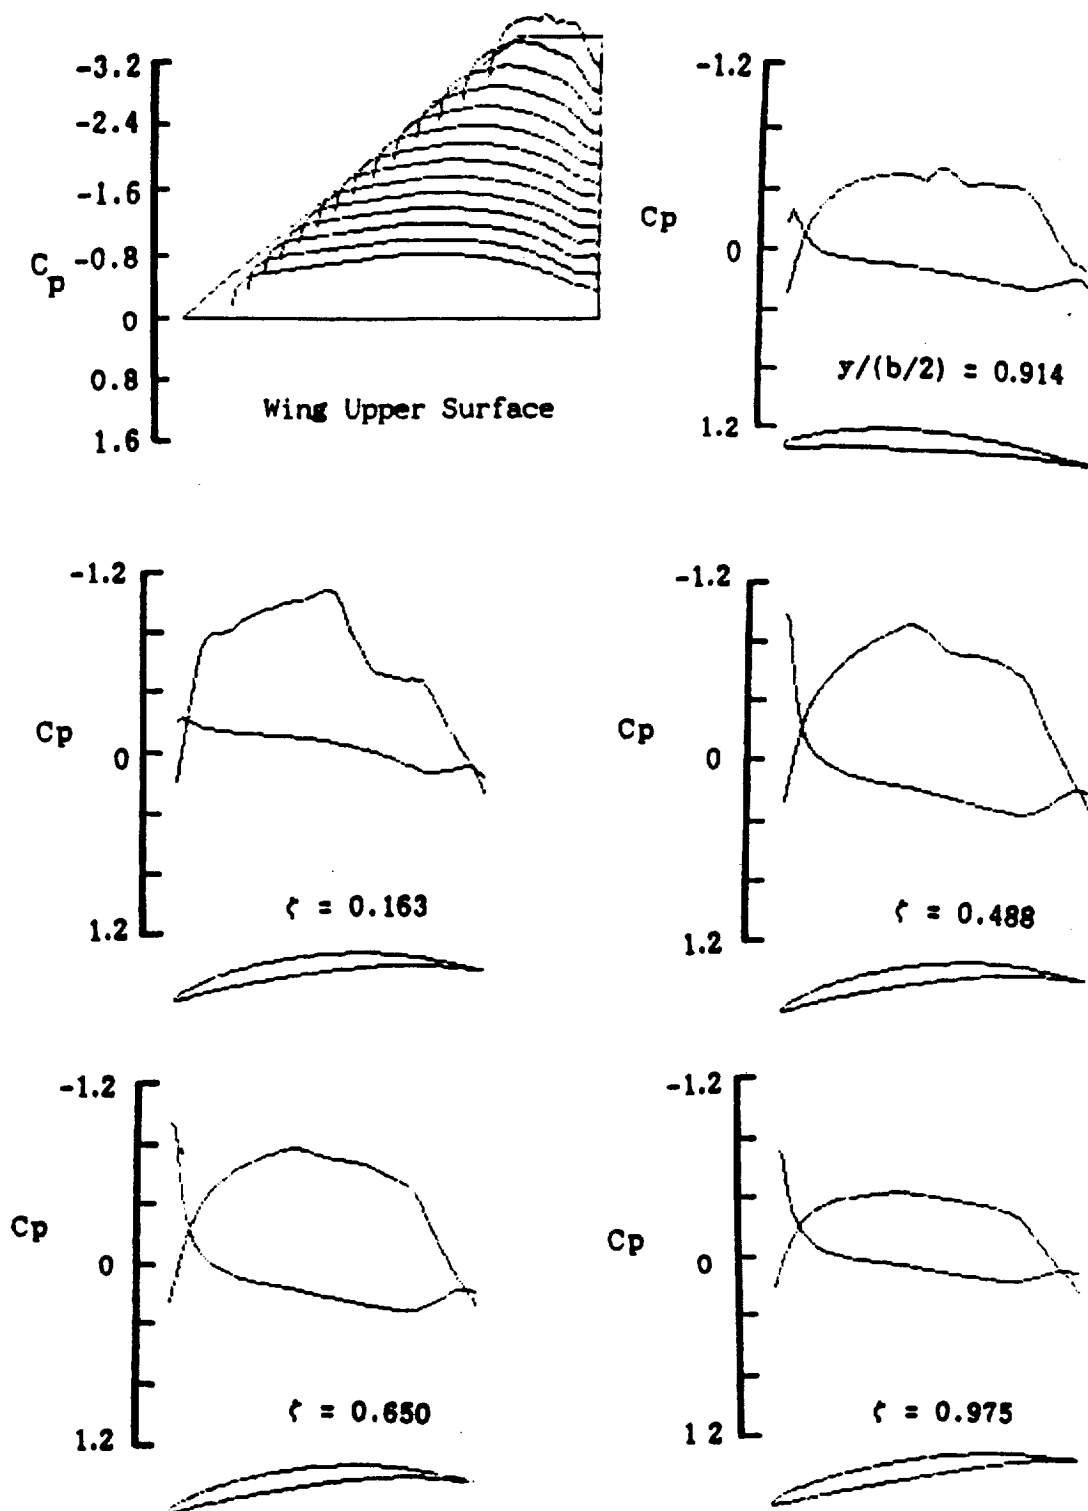 -3.2
-2.4
-1.6
-0.8
0
0.8
1.6
Cp
Wing Upper Surface
-1.2
Cp
0
1.2
y/(b/2) = 0.914
-1.2
Cp
0
1.2
ζ = 0.163
-1.2
Cp
0
1.2
ζ = 0.488
-1.2
Cp
0
1.2
ζ = 0.650
-1.2
Cp
0
1 2
ζ = 0.975